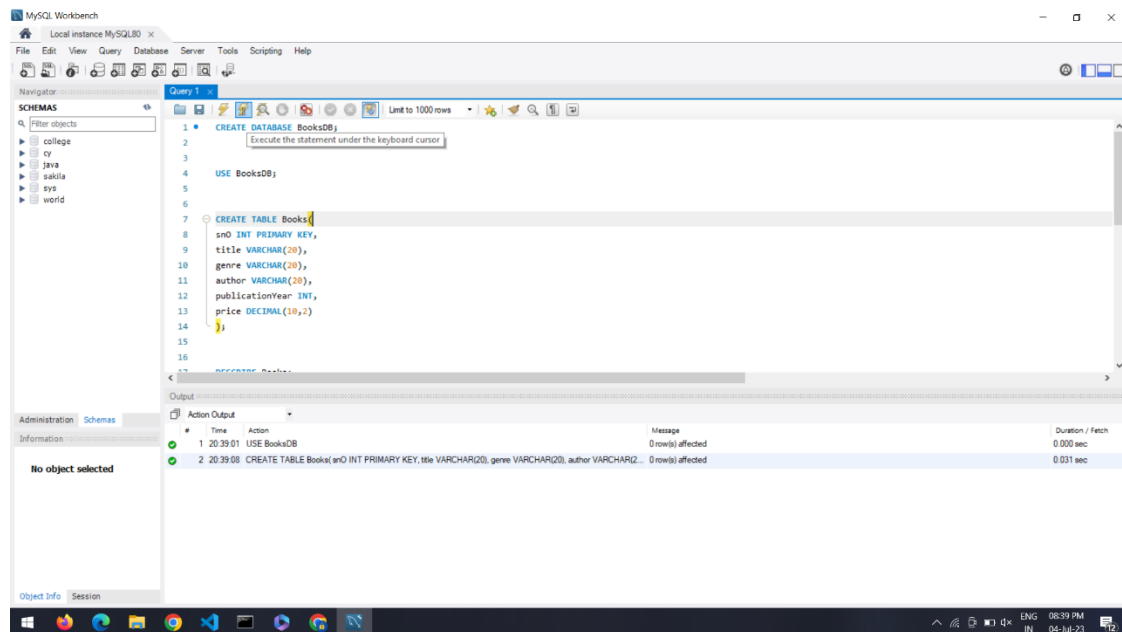 MySQL Workbench
Local instance MySQL80 ×
File Edit View Query Database Server Tools Scripting Help
Navigator
Query 1 ×
SCHEMAS
Limit to 1000 rows
Filter objects
college
cy
java
sakila
sys
world
1 CREATE DATABASE BooksDB;
Execute the statement under the keyboard cursor
2
3
4 USE BooksDB;
5
6
7 CREATE TABLE Books(
8 snO INT PRIMARY KEY,
9 title VARCHAR(20),
10 genre VARCHAR(20),
11 author VARCHAR(20),
12 publicationYear INT,
13 price DECIMAL(10,2)
14 );
15
16
17 DESCRIBE Books;
Output
Action Output
# Time Action Message Duration / Fetch
1 20:39:01 USE BooksDB 0 row(s) affected 0.000 sec
2 20:39:08 CREATE TABLE Books( snO INT PRIMARY KEY, title VARCHAR(20), genre VARCHAR(20), author VARCHAR(2... 0 row(s) affected 0.031 sec
Administration Schemas
Information
No object selected
Object Info Session
ENG 08:39 PM
IN 04-Jul-23
12